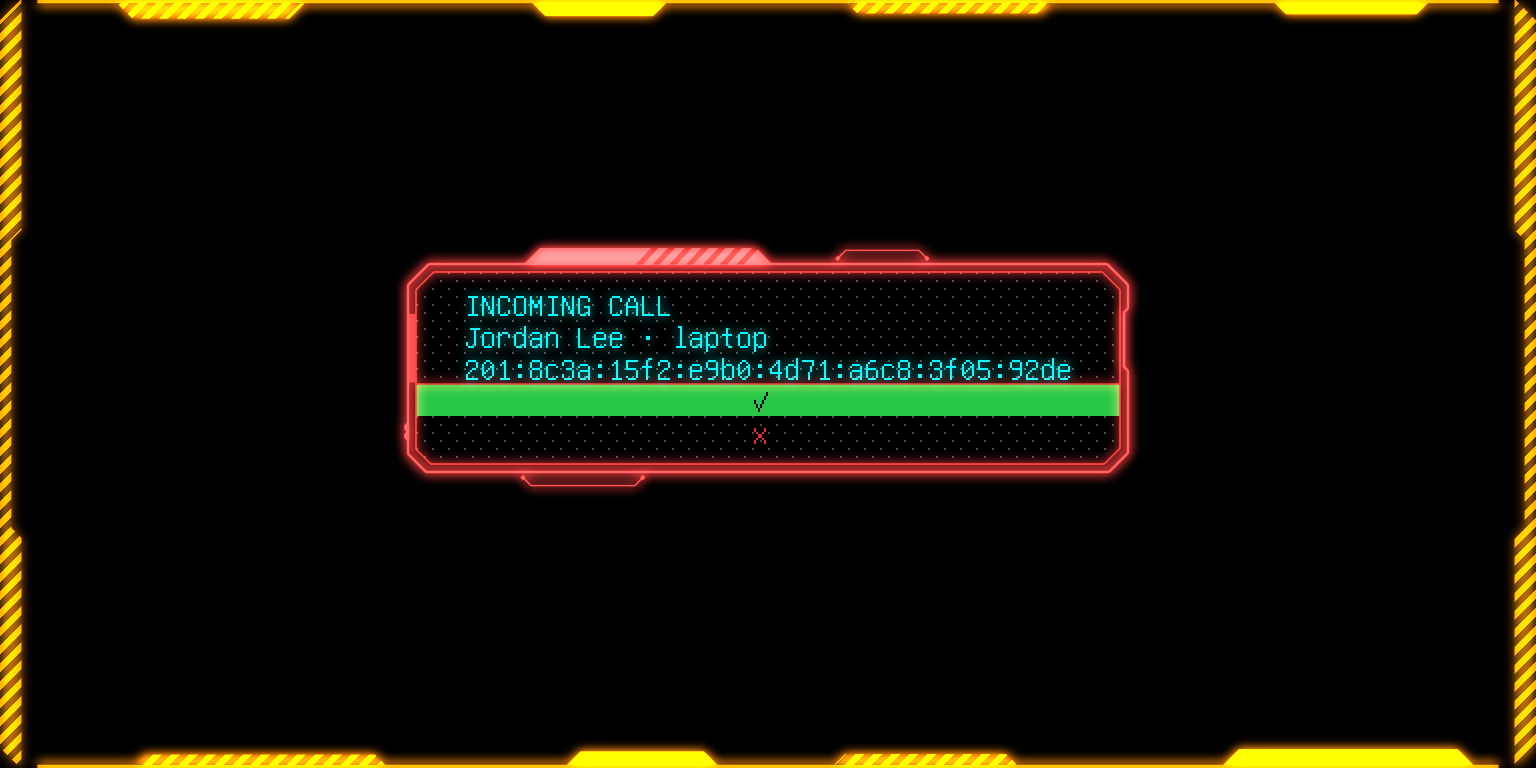 INCOMING CALL
Jordan Lee · laptop
201:8c3a:15f2:e9b0:4d71:a6c8:3f05:92de
✓
✗